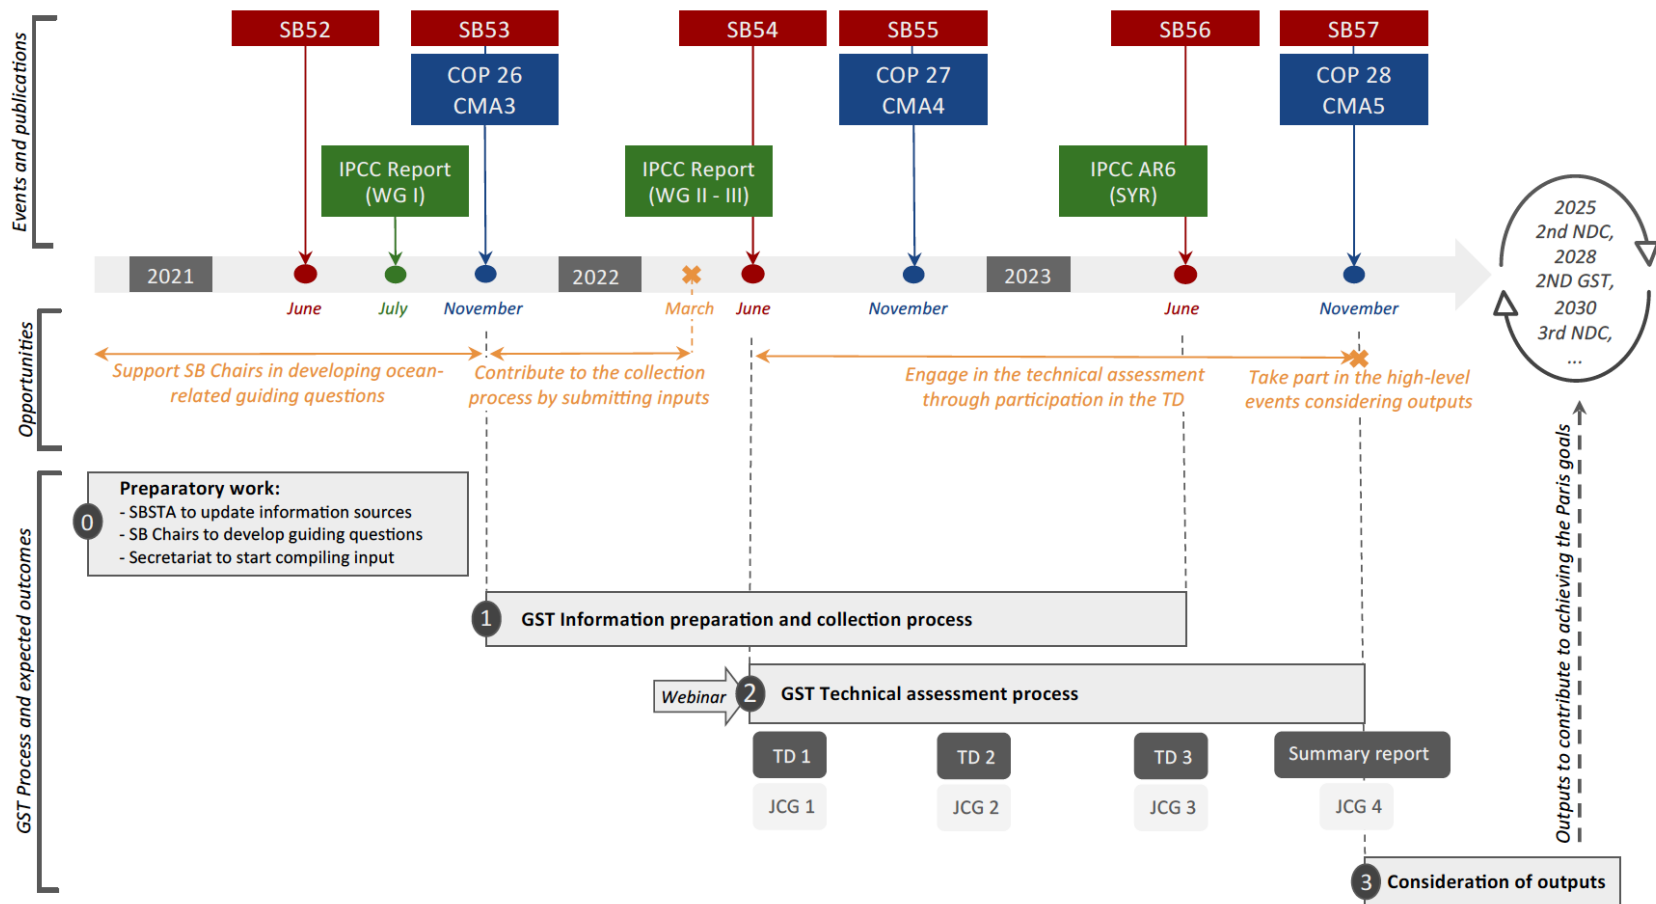 Events and publications
SB52
SB53
SB54
SB55
SB56
SB57
COP 26
CMA3
COP 27
CMA4
COP 28
CMA5
IPCC Report
(WG I)
IPCC Report
(WG II - III)
IPCC AR6
(SYR)
2021
2022
2023
June
July
November
March
June
November
June
November
2025
2nd NDC,
2028
2ND GST,
2030
3rd NDC,
...
Opportunities
Support SB Chairs in developing ocean-
related guiding questions
Contribute to the collection
process by submitting inputs
Engage in the technical assessment
through participation in the TD
Take part in the high-level
events considering outputs
GST Process and expected outcomes
0
Preparatory work:
- SBSTA to update information sources
- SB Chairs to develop guiding questions
- Secretariat to start compiling input
1
GST Information preparation and collection process
Webinar
2
GST Technical assessment process
TD 1
TD 2
TD 3
Summary report
JCG 1
JCG 2
JCG 3
JCG 4
3
Consideration of outputs
Outputs to contribute to achieving the Paris goals